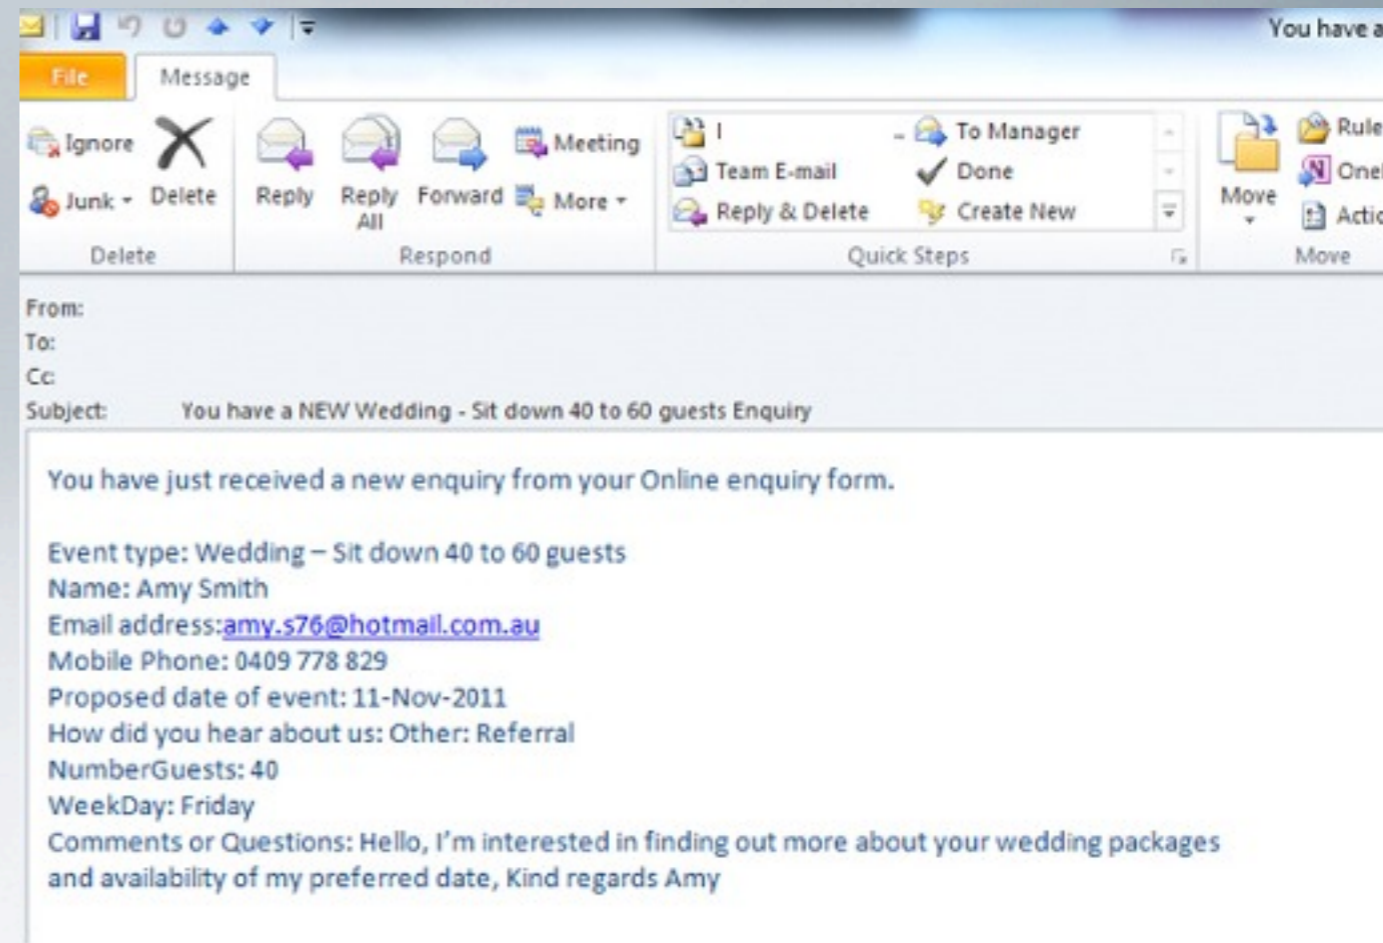 You have a
File Message
Ignore Junk Delete
Delete
Reply Reply All Forward Meeting More
Respond
I To Manager
Team E-mail Done
Reply & Delete Create New
Quick Steps
Move
Move
From:
To:
Cc:
Subject: You have a NEW Wedding - Sit down 40 to 60 guests Enquiry
You have just received a new enquiry from your Online enquiry form.
Event type: Wedding – Sit down 40 to 60 guests
Name: Amy Smith
Email address:amy.s76@hotmail.com.au
Mobile Phone: 0409 778 829
Proposed date of event: 11-Nov-2011
How did you hear about us: Other: Referral
NumberGuests: 40
WeekDay: Friday
Comments or Questions: Hello, I'm interested in finding out more about your wedding packages
and availability of my preferred date, Kind regards Amy